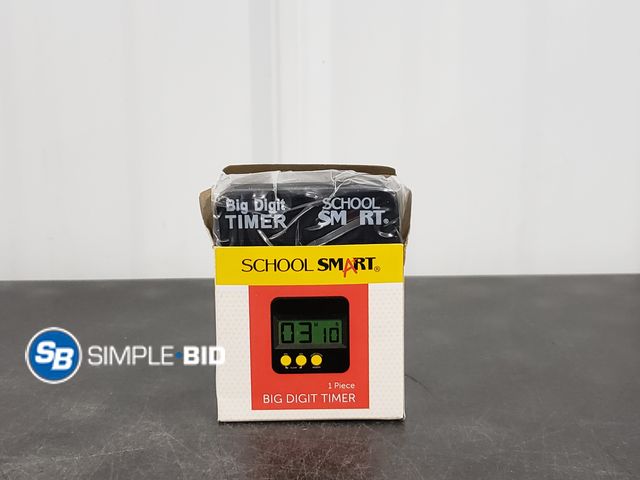 Big Digit
TIMER
SCHOOL
SM RT®
SCHOOL SMART®
03 10
1 Piece
BIG DIGIT TIMER
SB SIMPLE·BID